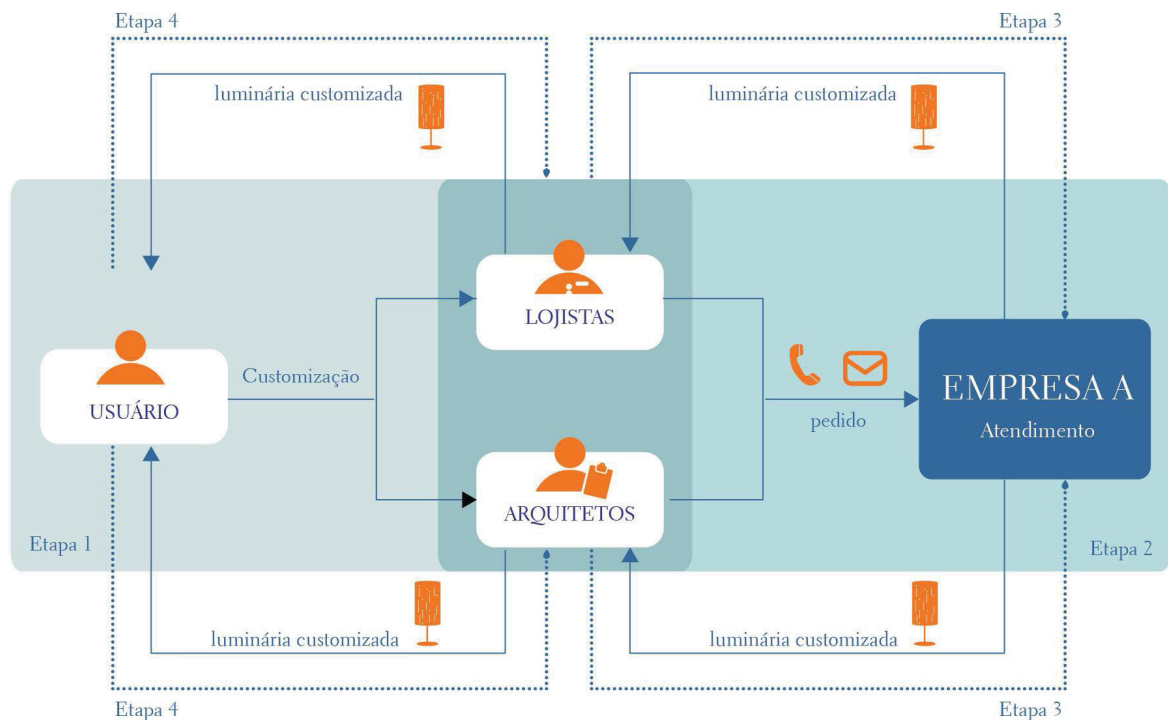 Etapa 4
Etapa 3
luminária customizada
luminária customizada
LOJISTAS
Customização
USUÁRIO
EMPRESA A
Atendimento
pedido
ARQUITETOS
Etapa 1
Etapa 2
luminária customizada
luminária customizada
Etapa 4
Etapa 3